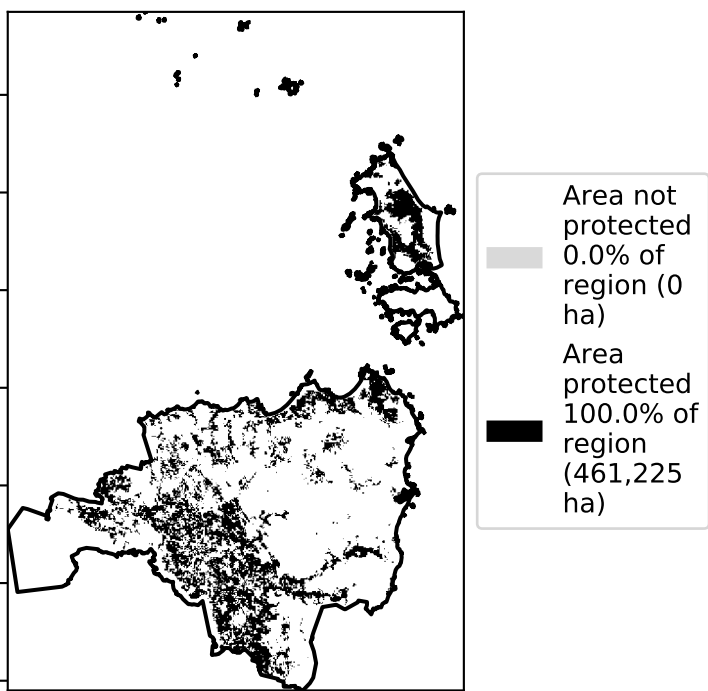 Area not
protected
0.0% of
region (0
ha)
Area
protected
100.0% of
region
(461,225
ha)